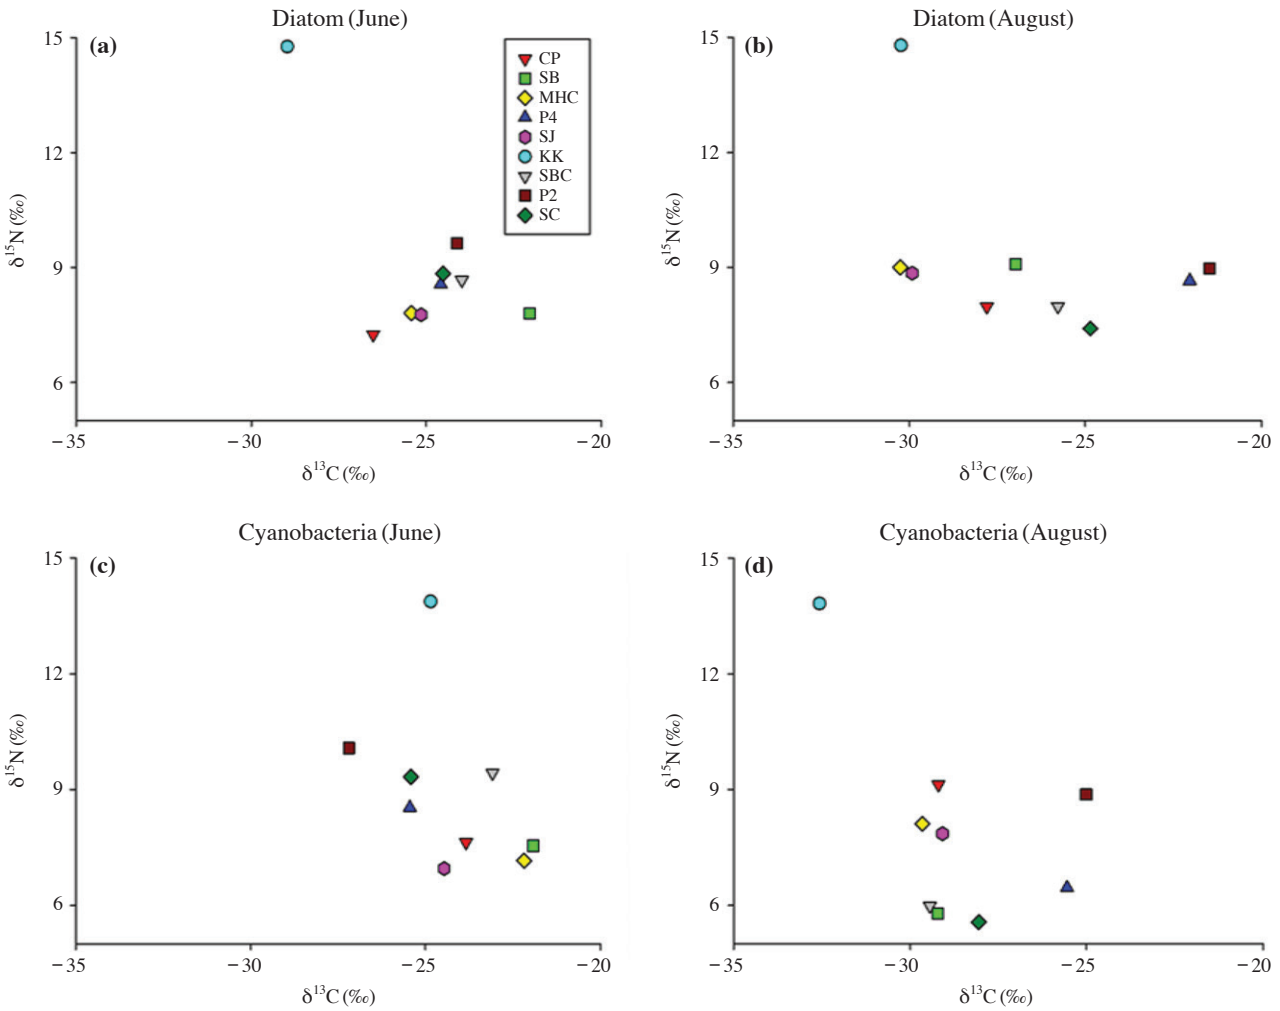 Diatom (June)
Diatom (August)
(a)
15
12
9
6
δ¹⁵N (‰)
CP
SB
MHC
P4
SJ
KK
SBC
P2
SC
−35
−30
−25
−20
δ¹³C (‰)
(b)
15
12
9
6
δ¹⁵N (‰)
−35
−30
−25
−20
δ¹³C (‰)
Cyanobacteria (June)
Cyanobacteria (August)
(c)
15
12
9
6
δ¹⁵N (‰)
−35
−30
−25
−20
δ¹³C (‰)
(d)
15
12
9
6
δ¹⁵N (‰)
−35
−30
−25
−20
δ¹³C (‰)